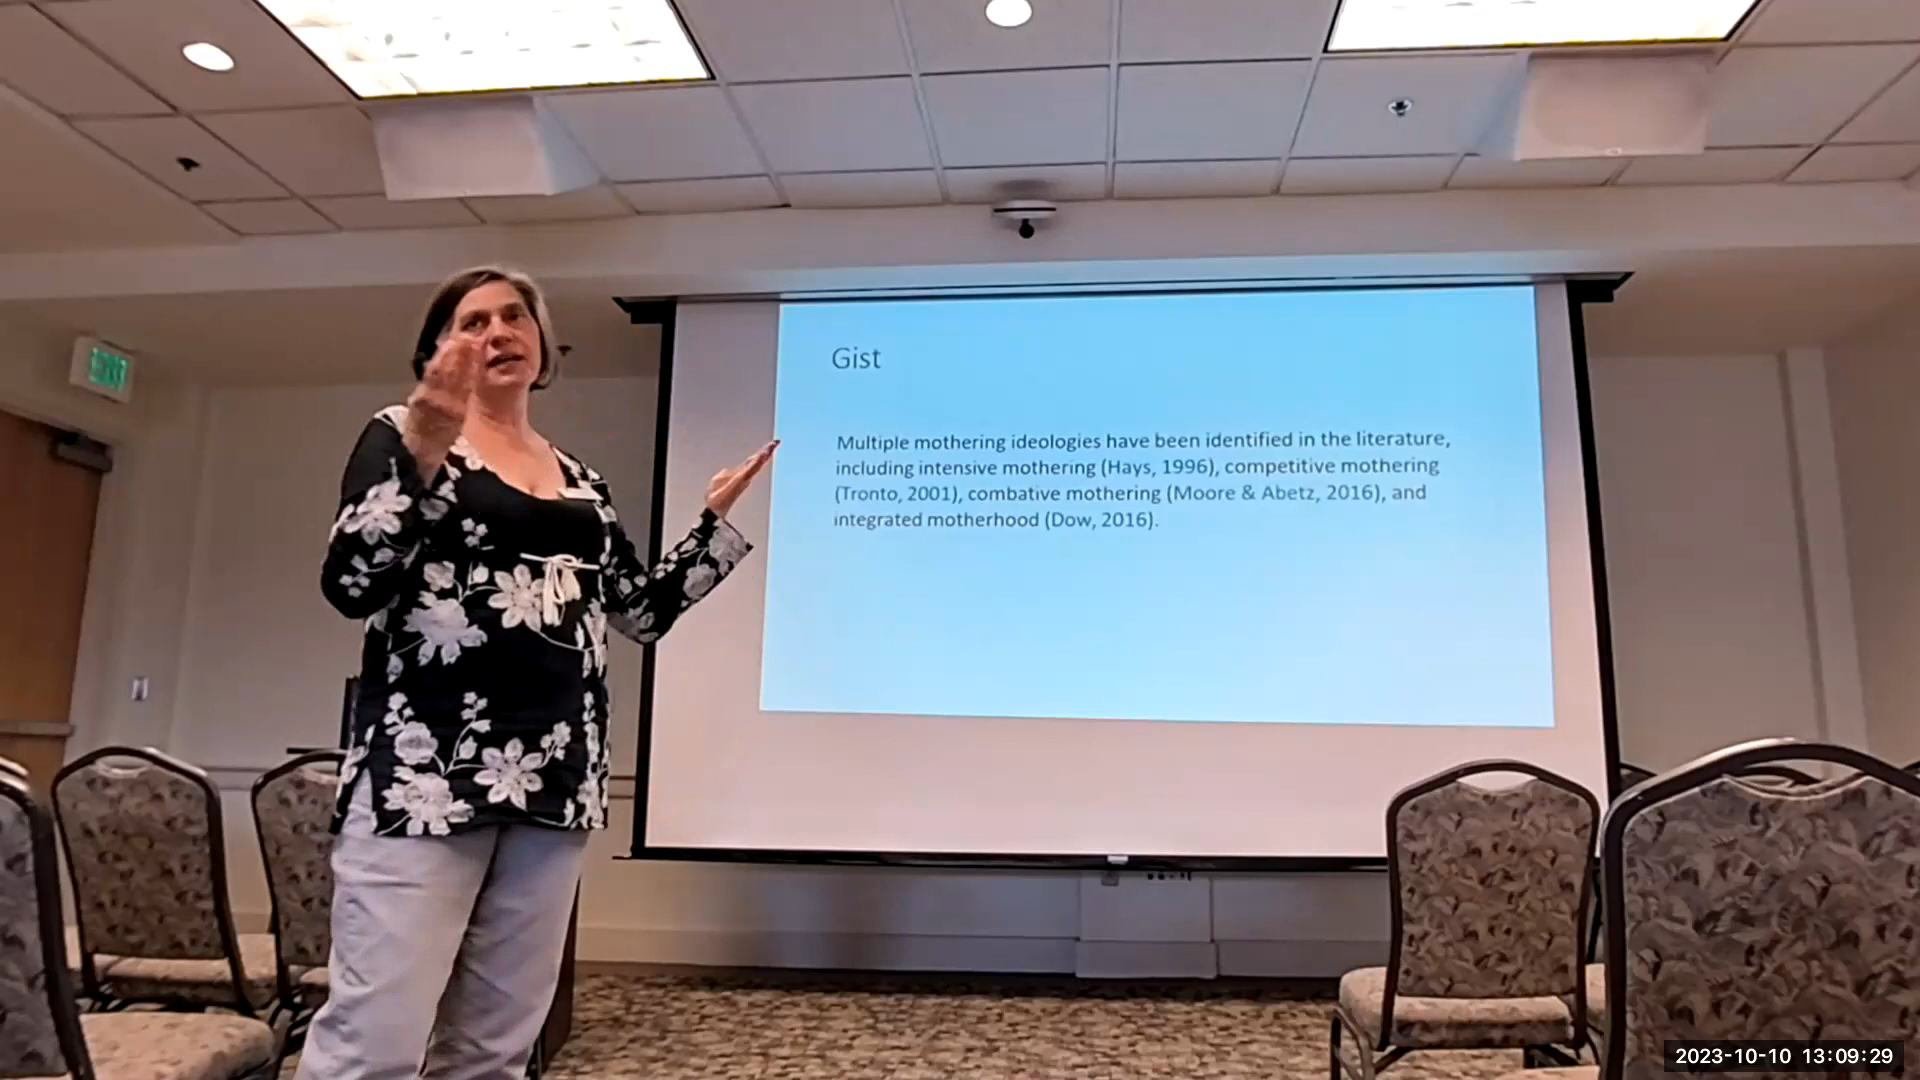 Gist
Multiple mothering ideologies have been identified in the literature,
including intensive mothering (Hays, 1996), competitive mothering
(Tronto, 2001), combative mothering (Moore & Abetz, 2016), and
integrated motherhood (Dow, 2016).
2023-10-10 13:09:29